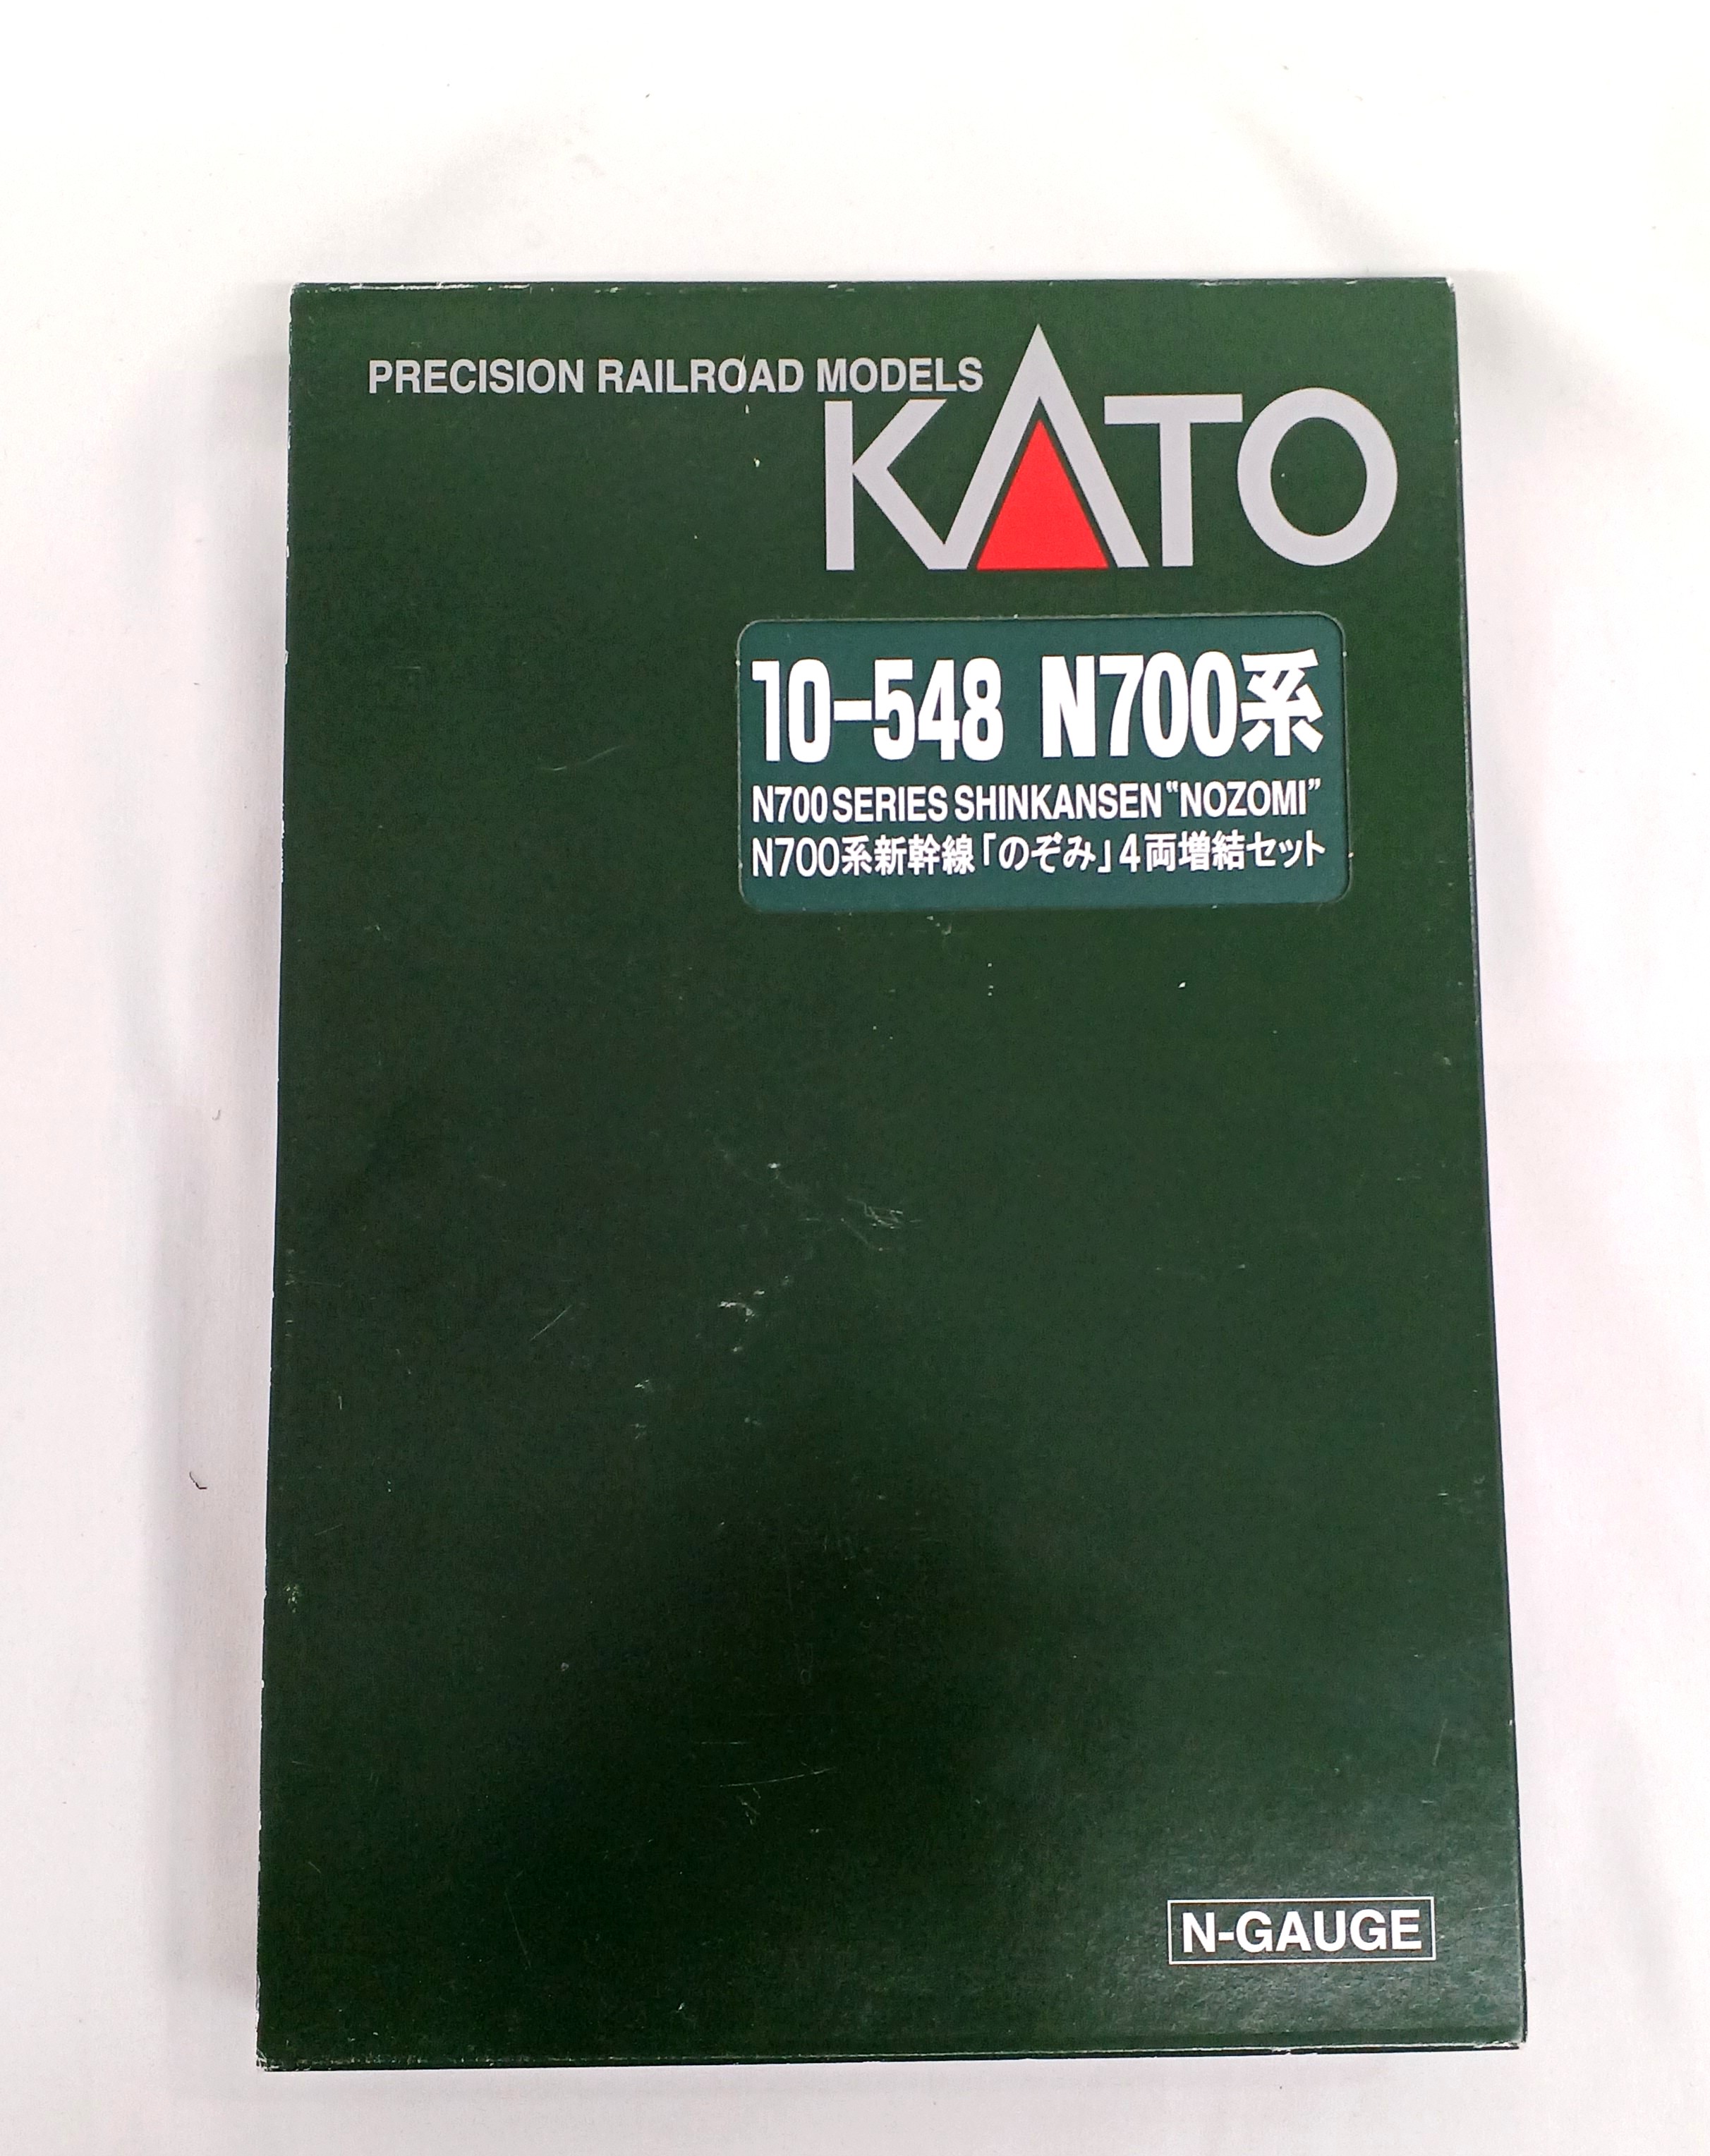 PRECISION RAILROAD MODELS
KATO
10-548 N700系
N700 SERIES SHINKANSEN “NOZOMI”
N700系新幹線「のぞみ」4両増結セット
N-GAUGE